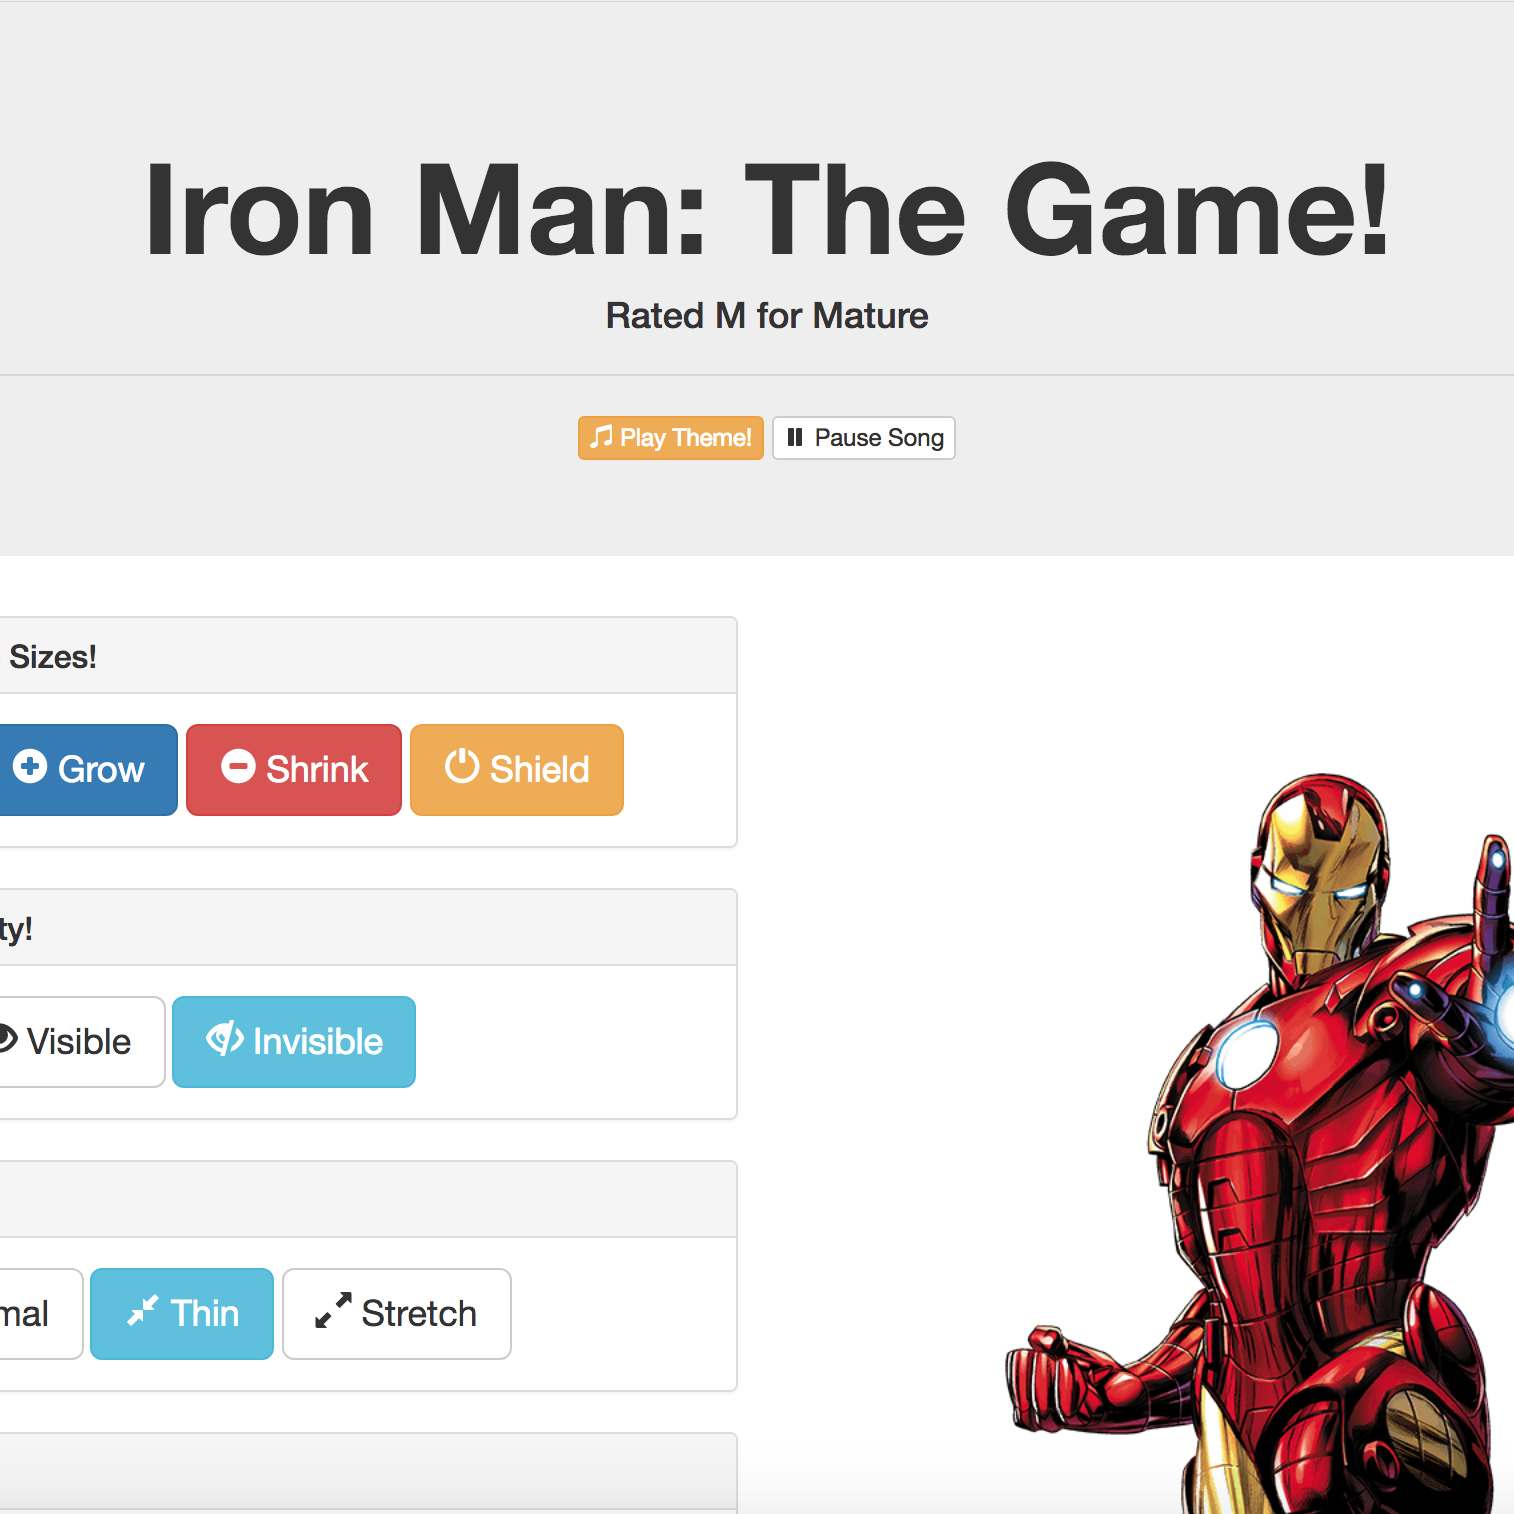 Iron Man: The Game!
Rated M for Mature
Play Theme! Pause Song
Sizes!
Grow Shrink Shield
ty!
Visible Invisible
mal Thin Stretch